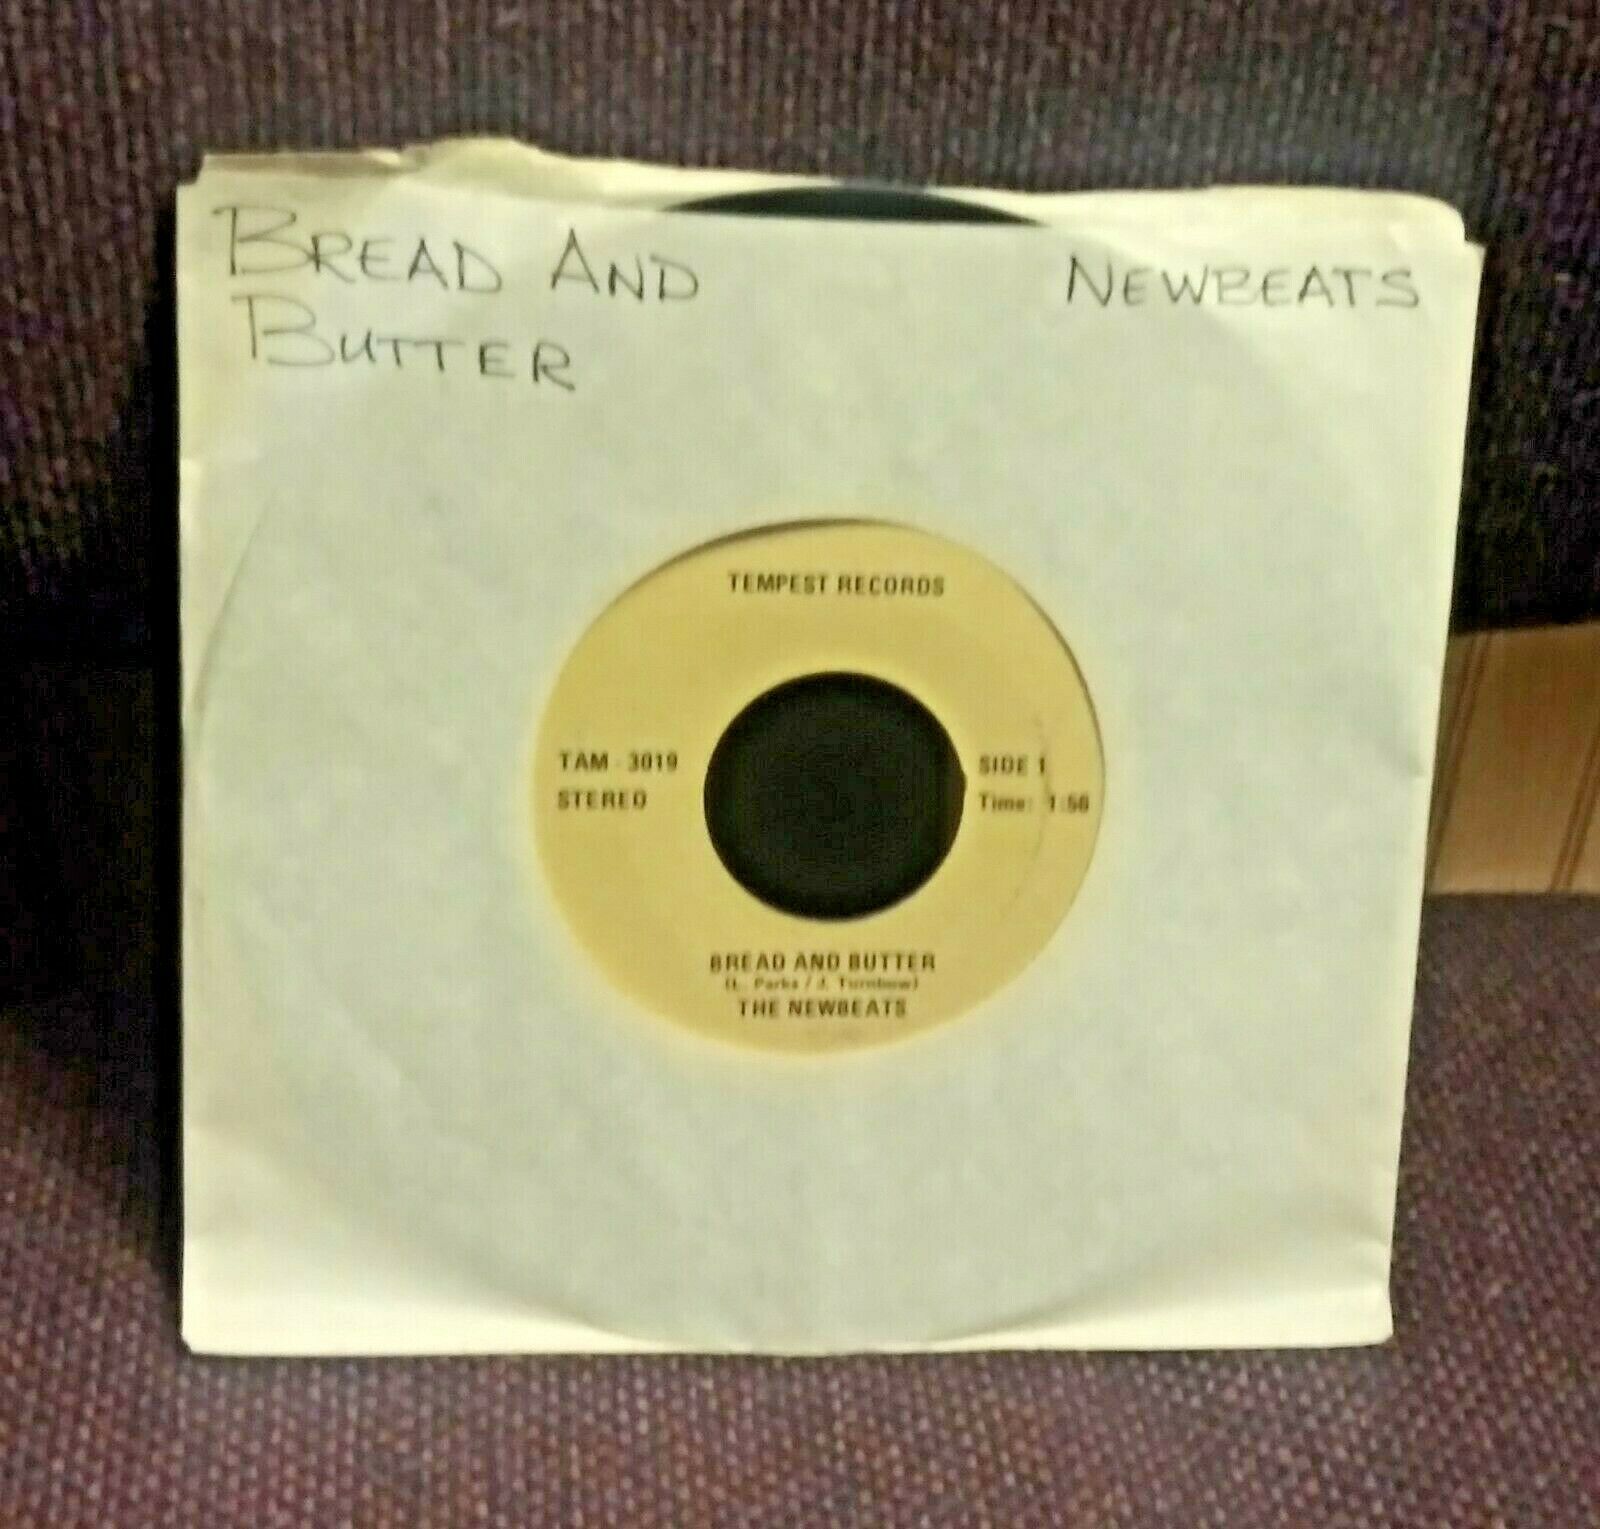 BREAD AND
BUTTER
NEWBEATS
TEMPEST RECORDS
TAM - 3019
STEREO
SIDE 1
Time: 1:56
BREAD AND BUTTER
(L. Parks / J. Turnbow)
THE NEWBEATS